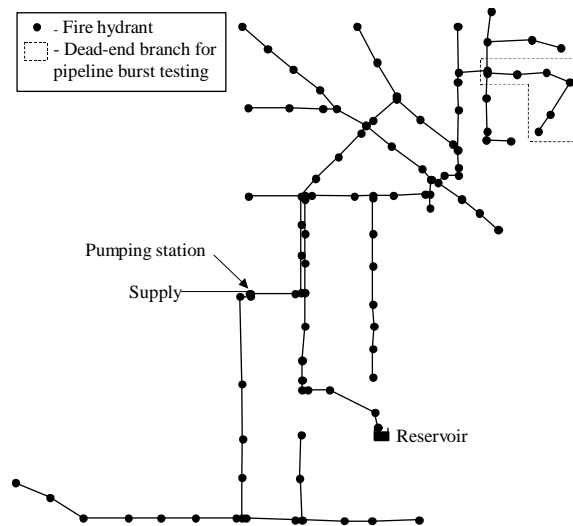 - Fire hydrant
- Dead-end branch for
pipeline burst testing
Pumping station
Supply
Reservoir